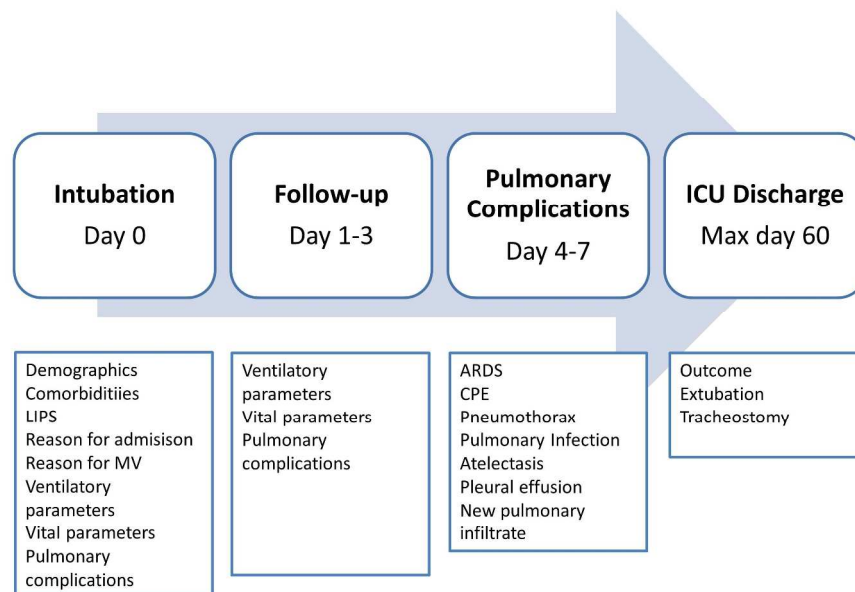 Intubation
Day 0
Follow-up
Day 1-3
Pulmonary
Complications
Day 4-7
ICU Discharge
Max day 60
Demographics
Comorbiditiies
LIPS
Reason for admisison
Reason for MV
Ventilatory
parameters
Vital parameters
Pulmonary
complications
Ventilatory
parameters
Vital parameters
Pulmonary
complications
ARDS
CPE
Pneumothorax
Pulmonary Infection
Atelectasis
Pleural effusion
New pulmonary
infiltrate
Outcome
Extubation
Tracheostomy